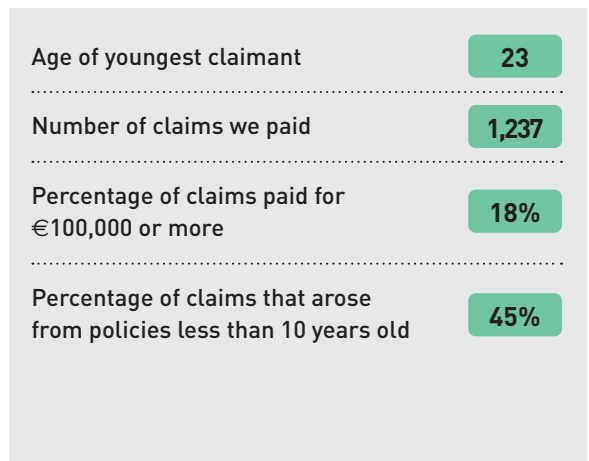 Age of youngest claimant 23
Number of claims we paid 1,237
Percentage of claims paid for
€100,000 or more 18%
Percentage of claims that arose
from policies less than 10 years old 45%